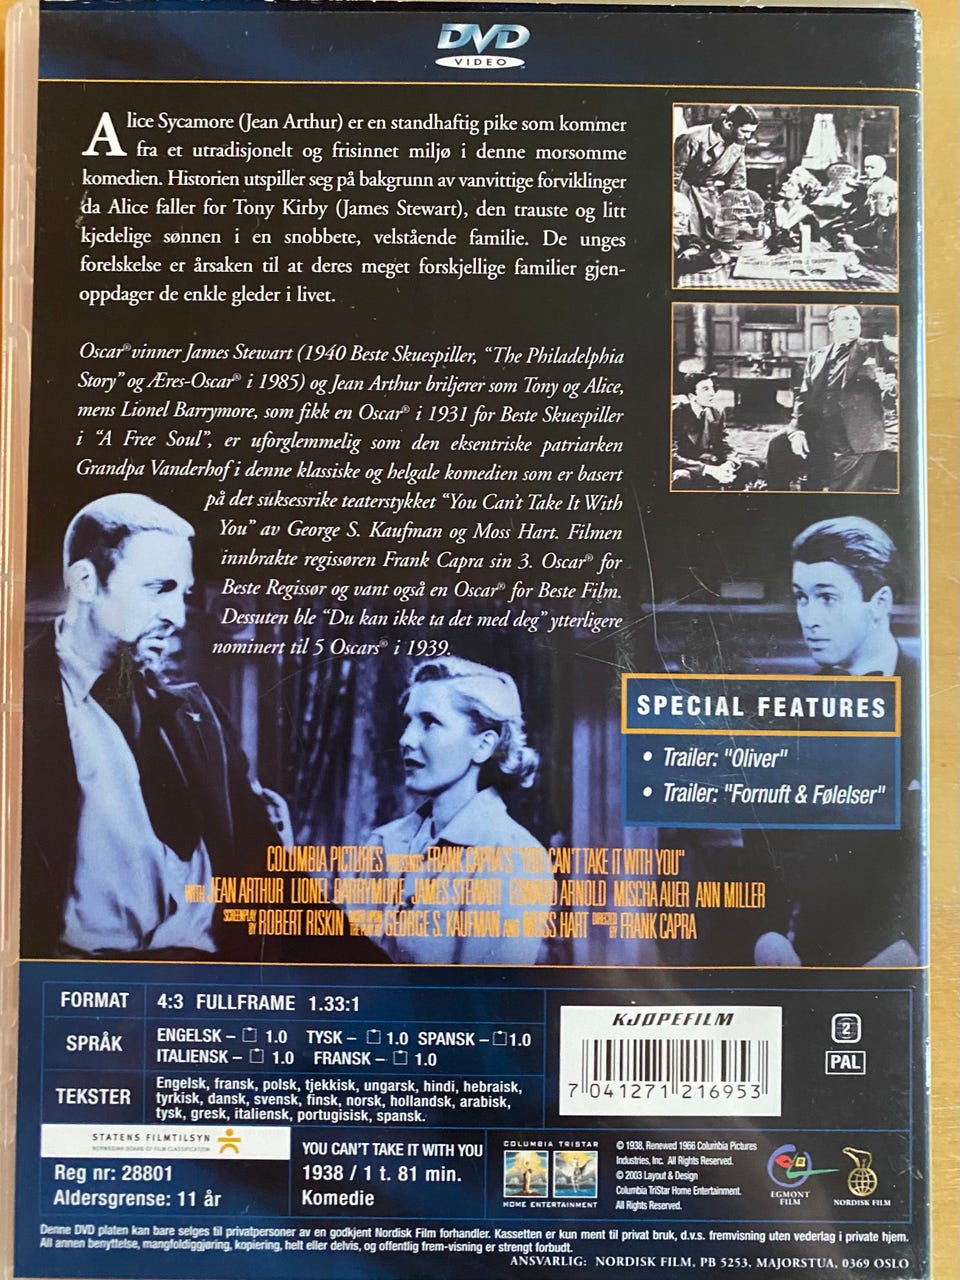 DVD
VIDEO
Alice Sycamore (Jean Arthur) er en standhaftig pike som kommer
fra et utradisjonelt og frisinnet miljø i denne morsomme
komedien. Historien utspiller seg på bakgrunn av vanvittige forviklinger
da Alice faller for Tony Kirby (James Stewart), den trauste og litt
kjedelige sønnen i en snobbete, velstående familie. De unges
forelskelse er årsaken til at deres meget forskjellige familier gjen-
oppdager de enkle gleder i livet.
Oscar®vinner James Stewart (1940 Beste Skuespiller, “The Philadelphia
Story” og Æres-Oscar® i 1985) og Jean Arthur briljerer som Tony og Alice,
mens Lionel Barrymore, som fikk en Oscar® i 1931 for Beste Skuespiller
i “A Free Soul”, er uforglemmelig som den eksentriske patriarken
Grandpa Vanderhof i denne klassiske og helgale komedien som er basert
på det suksessrike teaterstykket “You Can't Take It With
You” av George S. Kaufman og Moss Hart. Filmen
innbrakte regissøren Frank Capra sin 3. Oscar® for
Beste Regissør og vant også en Oscar® for Beste Film.
Dessuten ble “Du kan ikke ta det med deg” ytterligere
nominert til 5 Oscars® i 1939.
SPECIAL FEATURES
• Trailer: "Oliver"
• Trailer: "Fornuft & Følelser"
COLUMBIA PICTURES PRESENTS FRANK CAPRA'S "YOU CAN'T TAKE IT WITH YOU"
WITH JEAN ARTHUR LIONEL BARRYMORE JAMES STEWART EDWARD ARNOLD MISCHA AUER ANN MILLER
SCREENPLAY BY ROBERT RISKIN BASED UPON THE PLAY BY GEORGE S. KAUFMAN AND MOSS HART DIRECTED BY FRANK CAPRA
FORMAT 4:3 FULLFRAME 1.33:1
SPRÅK ENGELSK – 1.0 TYSK – 1.0 SPANSK – 1.0
ITALIENSK – 1.0 FRANSK – 1.0
TEKSTER Engelsk, fransk, polsk, tjekkisk, ungarsk, hindi, hebraisk,
tyrkisk, dansk, svensk, finsk, norsk, hollandsk, arabisk,
tysk, gresk, italiensk, portugisisk, spansk.
KJØPEFILM
7 041271 216953
2
PAL
STATENS FILMTILSYN
NORWEGIAN BOARD OF FILM CLASSIFICATION
Reg nr: 28801
Aldersgrense: 11 år
YOU CAN'T TAKE IT WITH YOU
1938 / 1 t. 81 min.
Komedie
COLUMBIA TRISTAR
HOME ENTERTAINMENT
© 1938, Renewed 1966 Columbia Pictures
Industries, Inc. All Rights Reserved.
© 2003 Layout & Design
Columbia TriStar Home Entertainment.
All Rights Reserved.
EGMONT
FILM
NORDISK FILM
Denne DVD platen kan bare selges til privatpersoner av en godkjent Nordisk Film forhandler. Kassetten er kun ment til privat bruk, d.v.s. fremvisning uten vederlag i private hjem.
All annen benyttelse, mangfoldiggjøring, kopiering, helt eller delvis, og offentlig frem-visning er strengt forbudt.
ANSVARLIG: NORDISK FILM, PB 5253, MAJORSTUA, 0369 OSLO